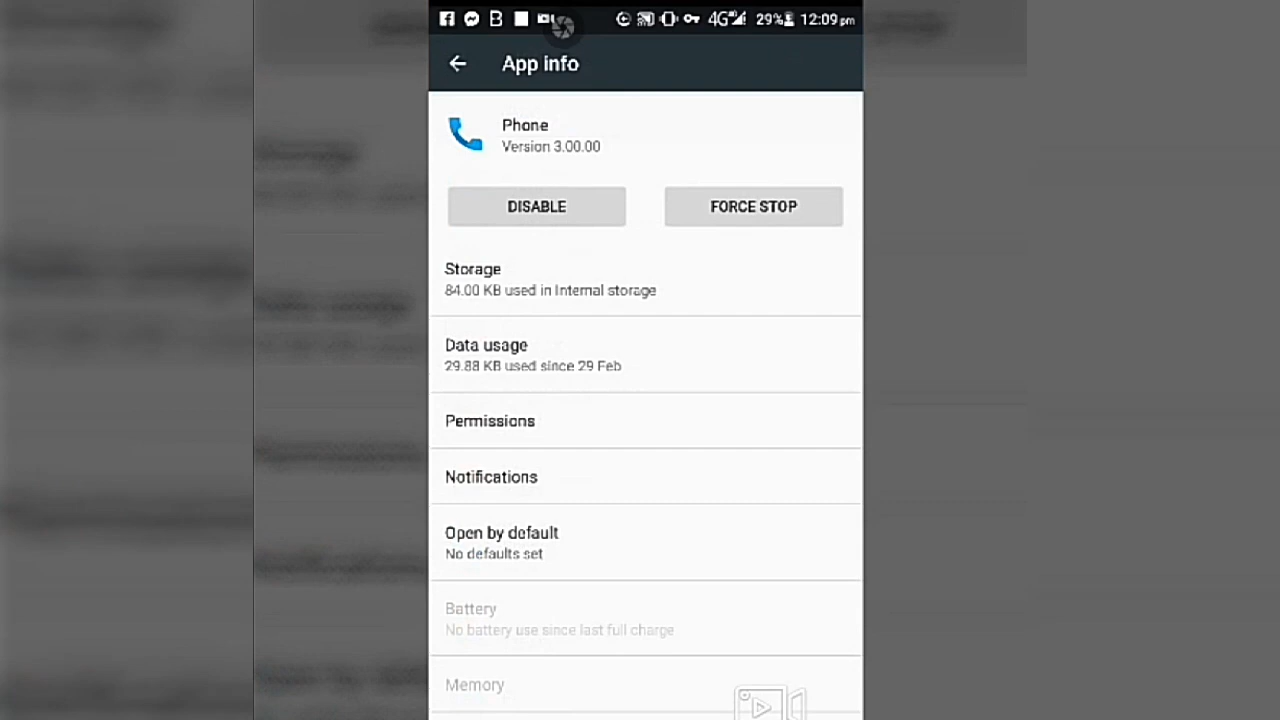 4G 29% 12:09 pm
App info
Phone
Version 3.00.00
DISABLE FORCE STOP
Storage
84.00 KB used in Internal storage
Data usage
29.88 KB used since 29 Feb
Permissions
Notifications
Open by default
No defaults set
Battery
No battery use since last full charge
Memory